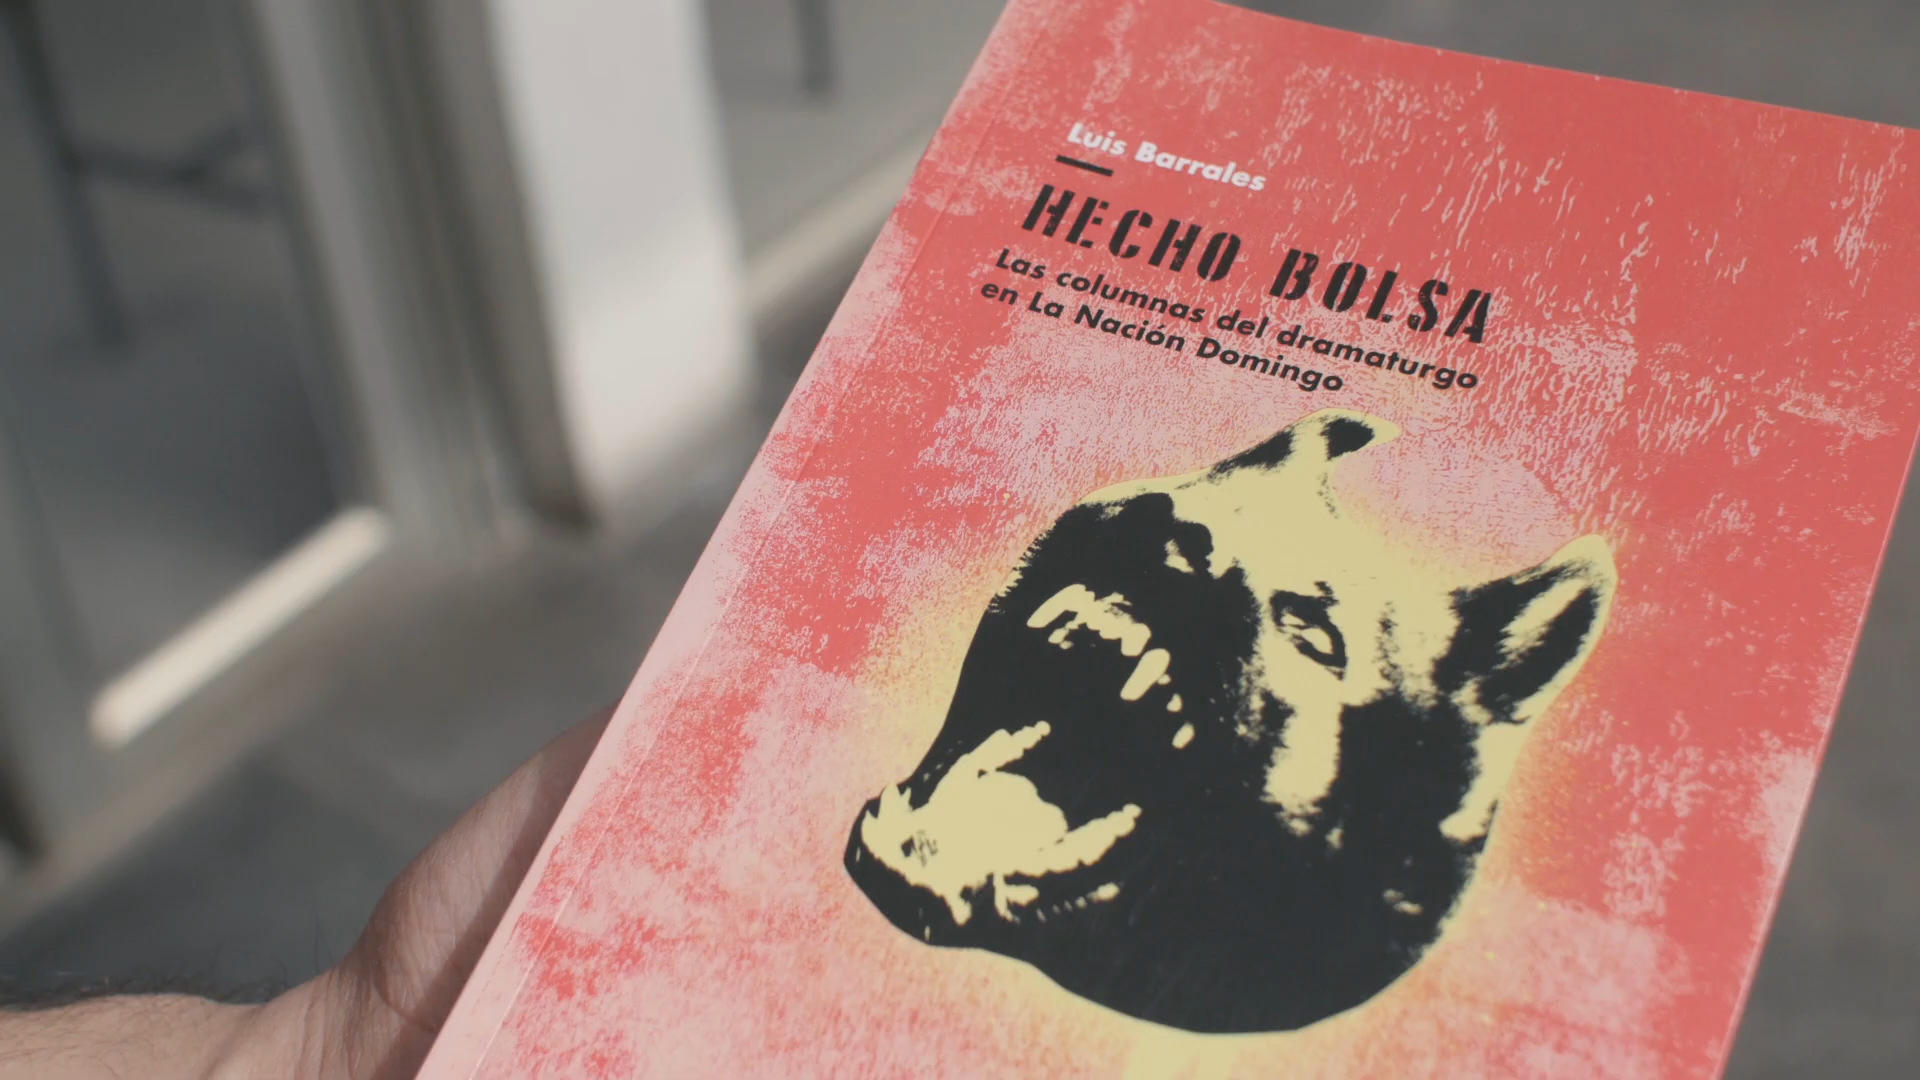 Luis Barrales
HECHO BOLSA
Las columnas del dramaturgo
en La Nación Domingo